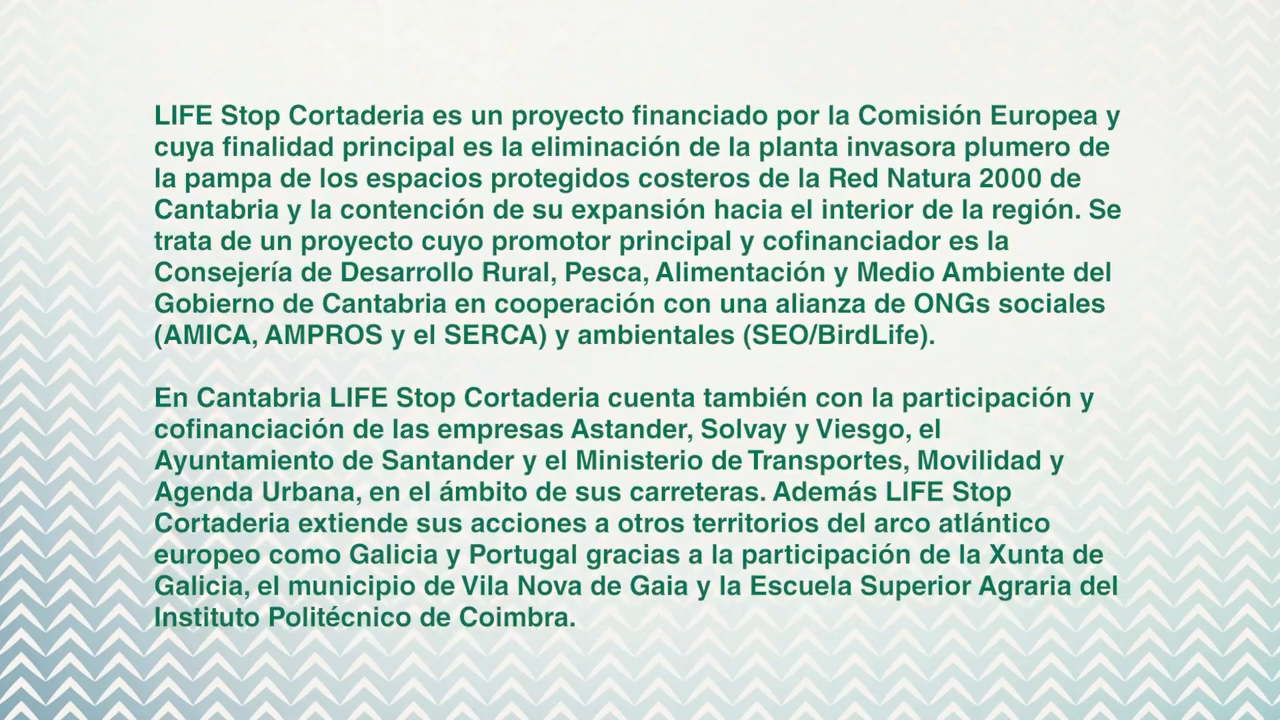 LIFE Stop Cortaderia es un proyecto financiado por la Comisión Europea y
cuya finalidad principal es la eliminación de la planta invasora plumero de
la pampa de los espacios protegidos costeros de la Red Natura 2000 de
Cantabria y la contención de su expansión hacia el interior de la región. Se
trata de un proyecto cuyo promotor principal y cofinanciador es la
Consejería de Desarrollo Rural, Pesca, Alimentación y Medio Ambiente del
Gobierno de Cantabria en cooperación con una alianza de ONGs sociales
(AMICA, AMPROS y el SERCA) y ambientales (SEO/BirdLife).
En Cantabria LIFE Stop Cortaderia cuenta también con la participación y
cofinanciación de las empresas Astander, Solvay y Viesgo, el
Ayuntamiento de Santander y el Ministerio de Transportes, Movilidad y
Agenda Urbana, en el ámbito de sus carreteras. Además LIFE Stop
Cortaderia extiende sus acciones a otros territorios del arco atlántico
europeo como Galicia y Portugal gracias a la participación de la Xunta de
Galicia, el municipio de Vila Nova de Gaia y la Escuela Superior Agraria del
Instituto Politécnico de Coimbra.